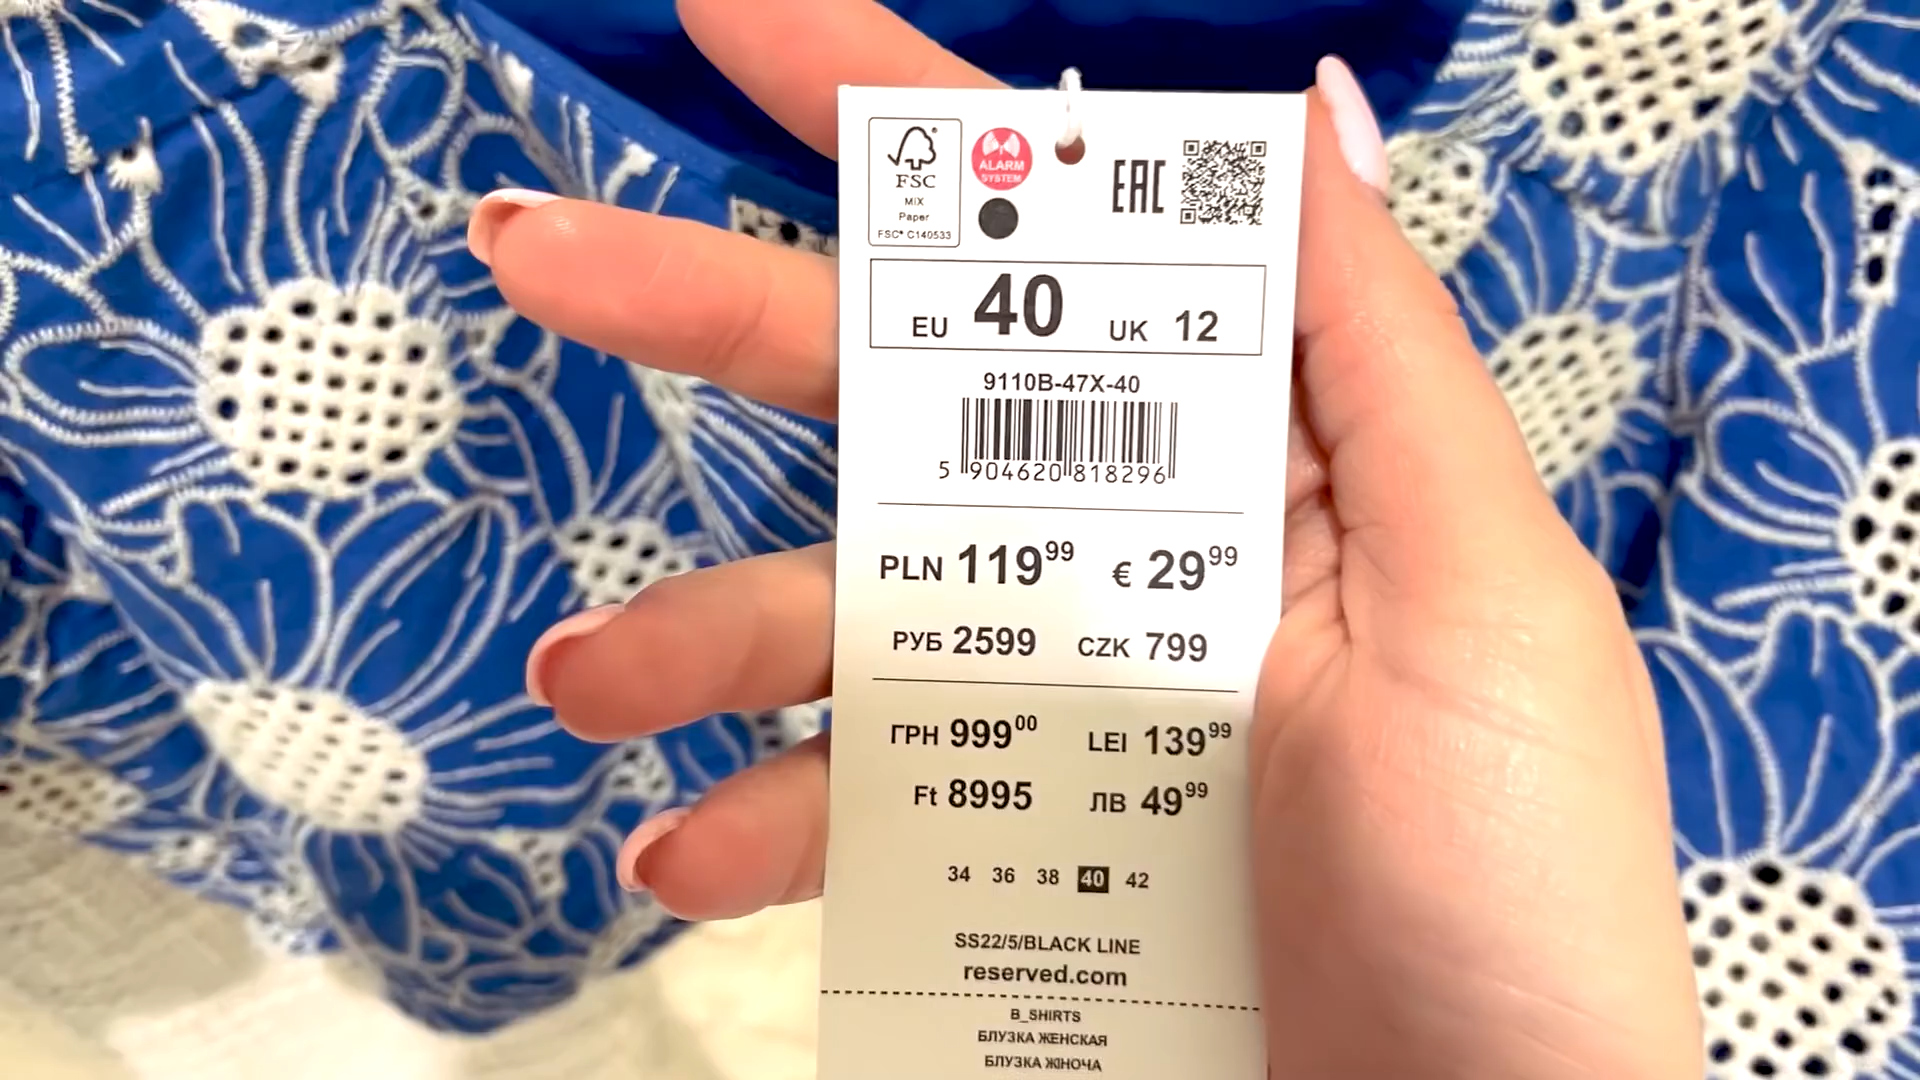 FSC
MIX
Paper
FSC® C140533
ALARM
SYSTEM
EAC
EU 40 UK 12
9110B-47X-40
5 904620 818296
PLN 119⁹⁹ € 29⁹⁹
РУБ 2599 CZK 799
ГРН 999⁰⁰ LEI 139⁹⁹
Ft 8995 ЛВ 49⁹⁹
34 36 38 40 42
SS22/5/BLACK LINE
reserved.com
B_SHIRTS
БЛУЗКА ЖЕНСКАЯ
БЛУЗКА ЖІНОЧА